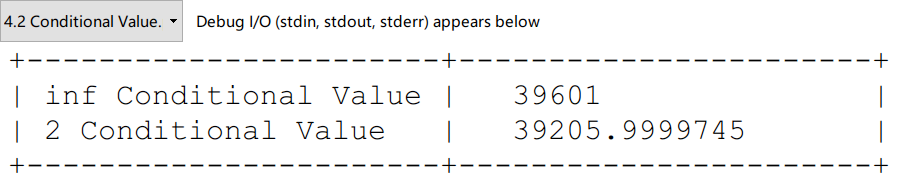 4.2 Conditional Value. Debug I/O (stdin, stdout, stderr) appears below
+-----------------------+-----------------------+
| inf Conditional Value | 39601 |
| 2 Conditional Value | 39205.9999745 |
+-----------------------+-----------------------+